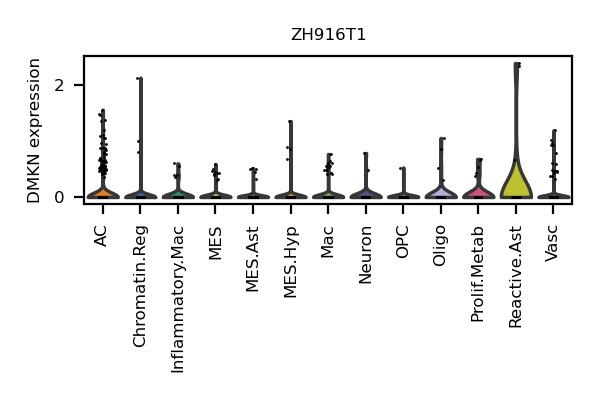 ZH916T1
DMKN expression
2
0
AC
Chromatin.Reg
Inflammatory.Mac
MES
MES.Ast
MES.Hyp
Mac
Neuron
OPC
Oligo
Prolif.Metab
Reactive.Ast
Vasc